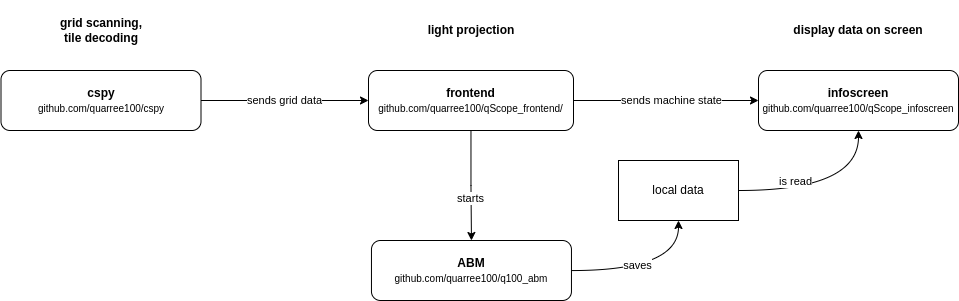 grid scanning,
tile decoding
light projection
display data on screen
cspy
github.com/quarree100/cspy
sends grid data
frontend
github.com/quarree100/qScope_frontend/
sends machine state
infoscreen
github.com/quarree100/qScope_infoscreen
starts
local data
is read
ABM
github.com/quarree100/q100_abm
saves